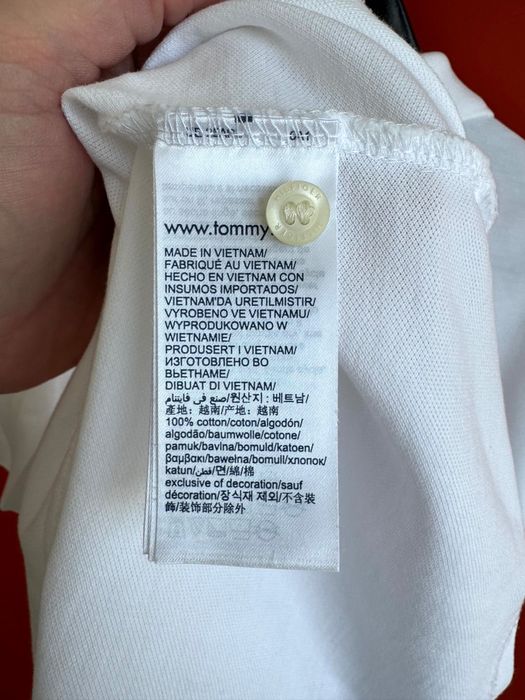 HILFIGER
www.tommy.
MADE IN VIETNAM/
FABRIQUÉ AU VIETNAM/
HECHO EN VIETNAM CON
INSUMOS IMPORTADOS/
VIETNAM'DA URETILMISTIR/
VYROBENO VE VIETNAMU/
WYPRODUKOWANO W
WIETNAMIE/
PRODUSERT I VIETNAM/
ИЗГОТОВЛЕНО ВО
ВЬЕТНАМЕ/
DIBUAT DI VIETNAM/
صنع في فايتنام/원산지 : 베트남/
產地：越南/产地：越南
100% cotton/coton/algodón/
algodão/baumwolle/cotone/
pamuk/bavlna/bomuld/katoen/
βαμβακι/bawełna/bomull/хлопок/
katun/قطن/면/綿/棉
exclusive of decoration/sauf
décoration/장식재 제외/不含裝
飾/装饰部分除外